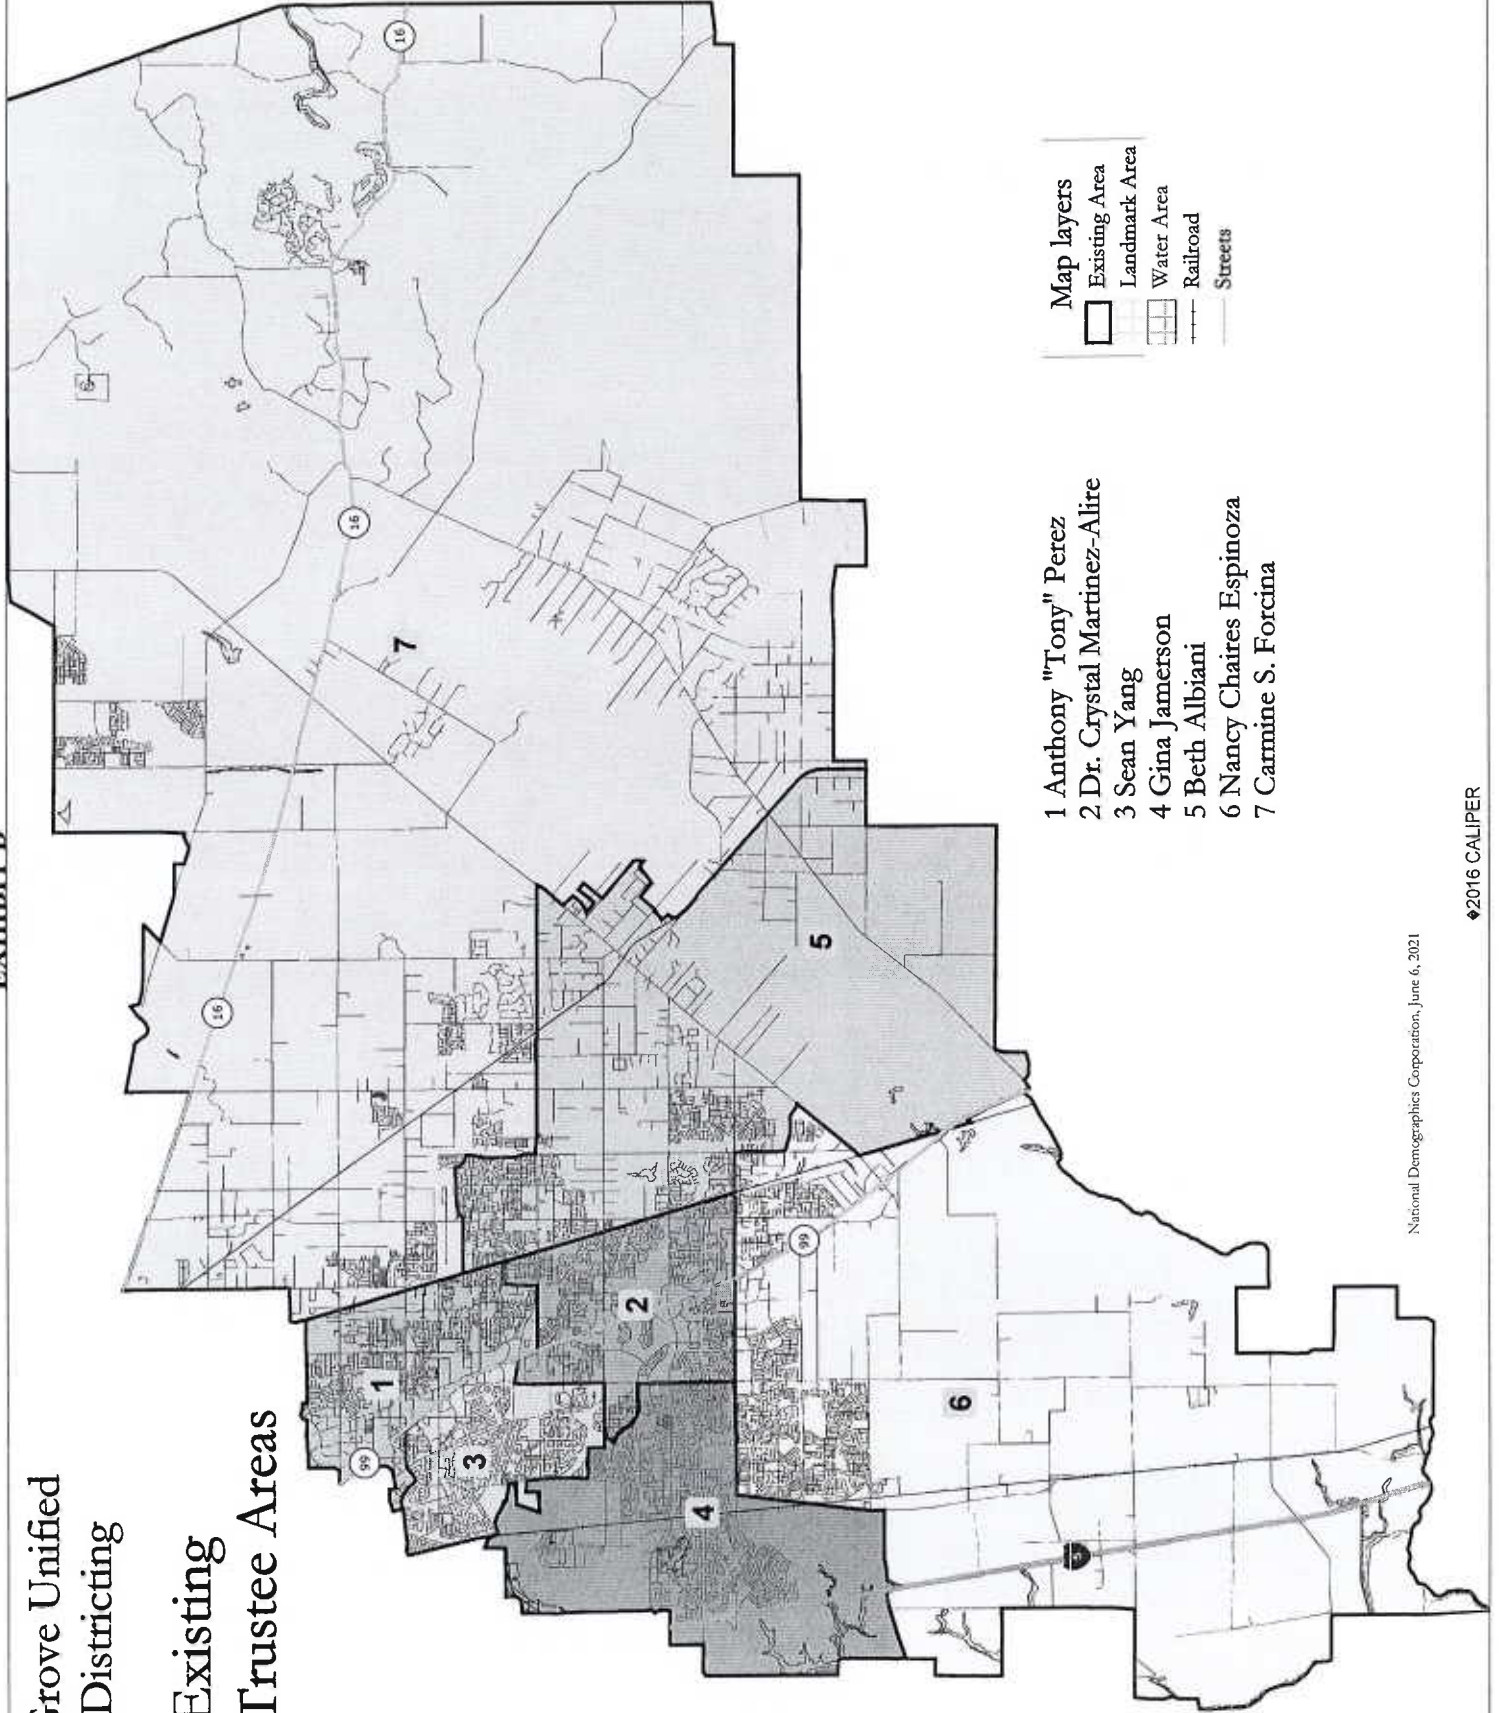 Grove Unified
Districting
Existing
Trustee Areas
16
16
16
7
5
1
2
3
4
6
99
99
5
Map layers
Existing Area
Landmark Area
Water Area
Railroad
Streets
1 Anthony "Tony" Perez
2 Dr. Crystal Martinez-Alire
3 Sean Yang
4 Gina Jamerson
5 Beth Albiani
6 Nancy Chaires Espinoza
7 Carmine S. Forcina
National Demographics Corporation, June 6, 2021
�2016 CALIPER